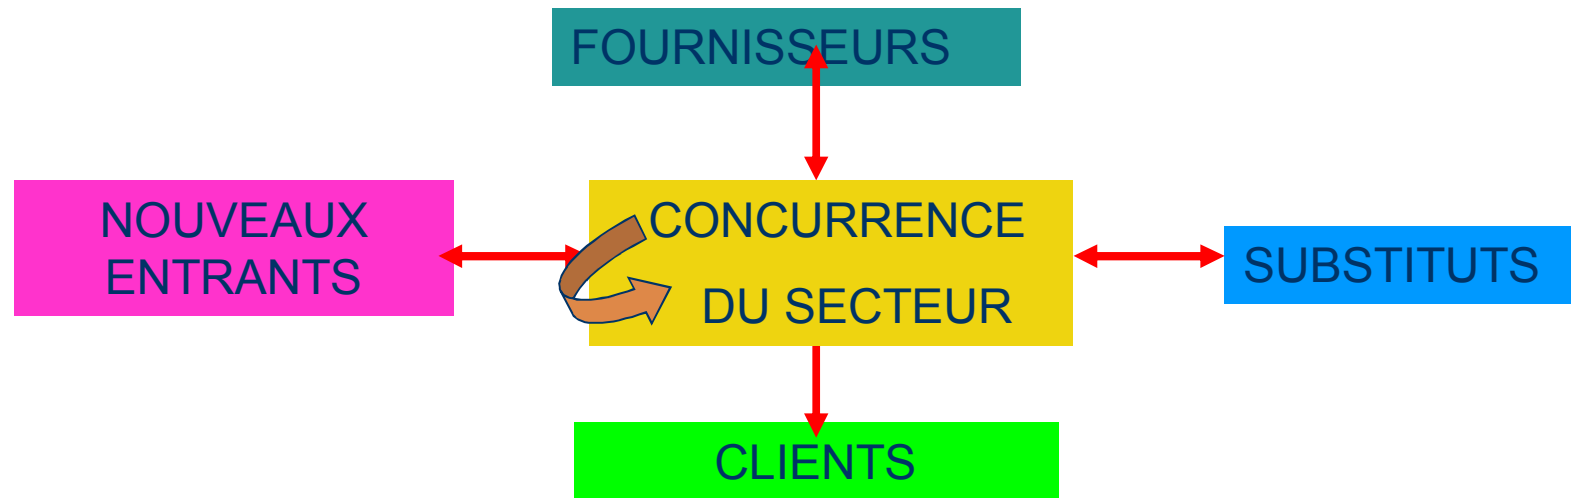 FOURNISSEURS
NOUVEAUX
ENTRANTS
CONCURRENCE
DU SECTEUR
SUBSTITUTS
CLIENTS